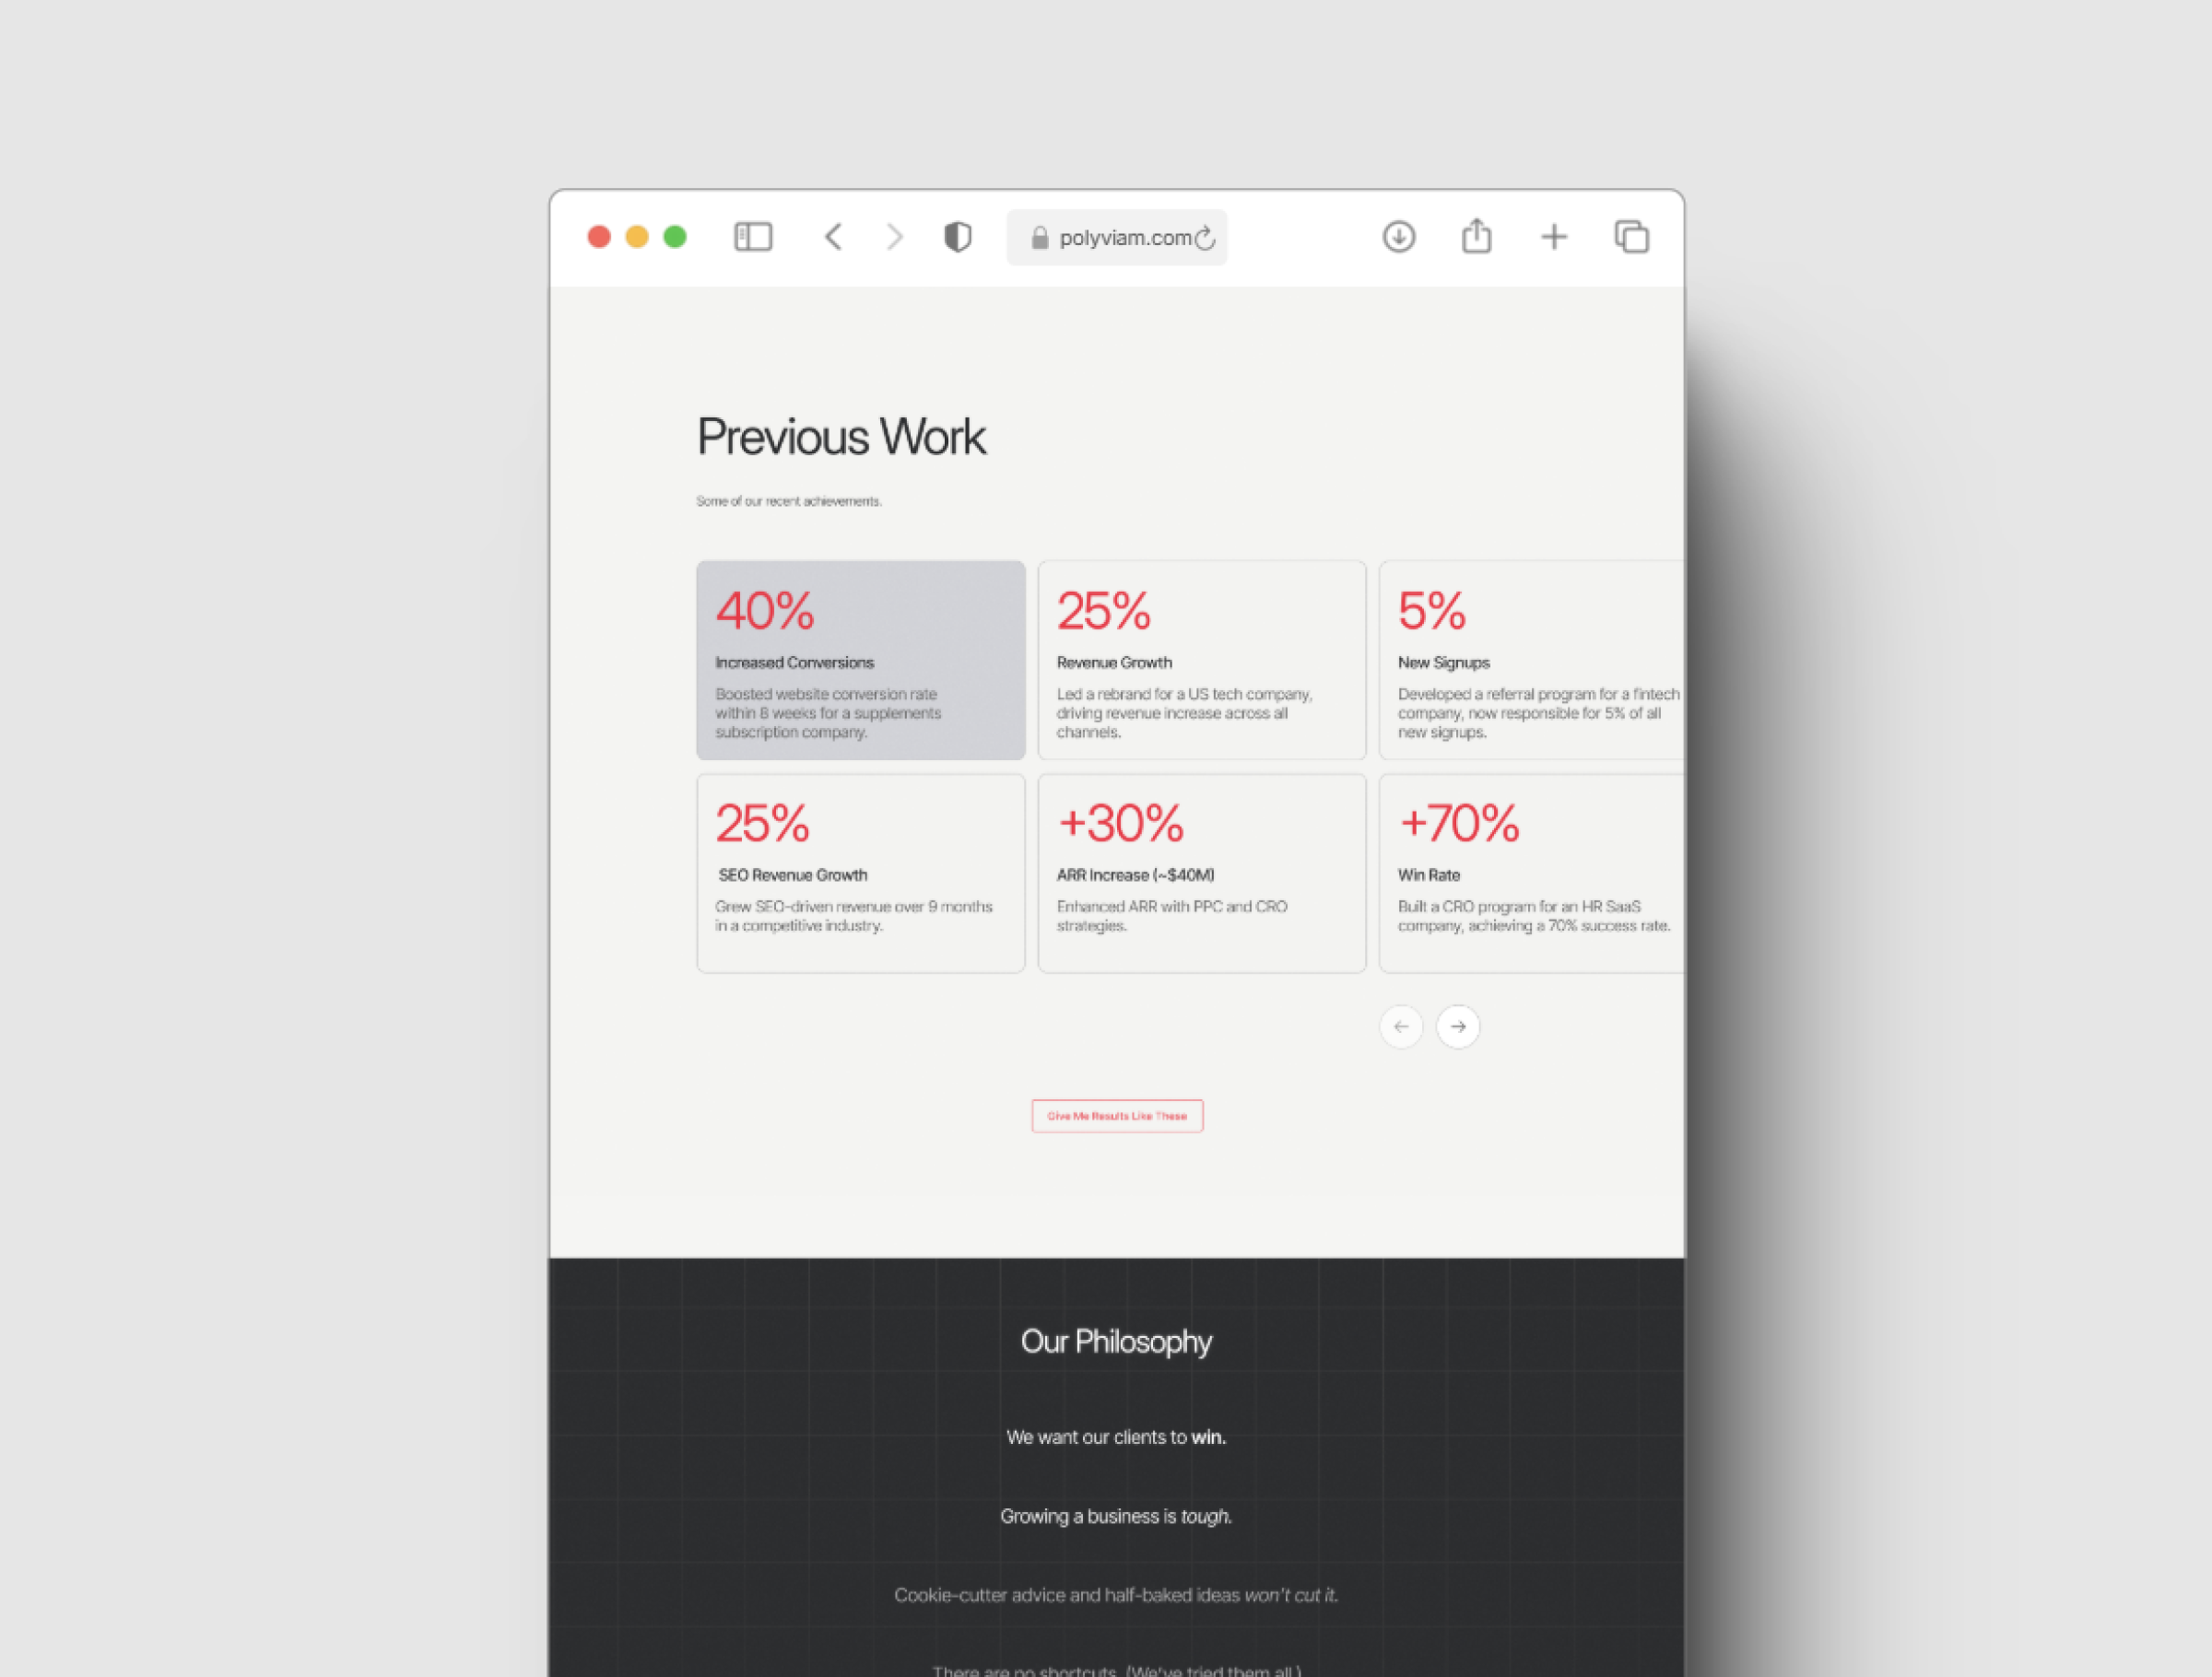 polyviam.com
Previous Work
Some of our recent achievements.
40%
Increased Conversions
Boosted website conversion rate
within 8 weeks for a supplements
subscription company.
25%
Revenue Growth
Led a rebrand for a US tech company,
driving revenue increase across all
channels.
5%
New Signups
Developed a referral program for a fintech
company, now responsible for 5% of all
new signups.
25%
SEO Revenue Growth
Grew SEO-driven revenue over 9 months
in a competitive industry.
+30%
ARR Increase (~$40M)
Enhanced ARR with PPC and CRO
strategies.
+70%
Win Rate
Built a CRO program for an HR SaaS
company, achieving a 70% success rate.
Give Me Results Like These
Our Philosophy
We want our clients to win.
Growing a business is tough.
Cookie-cutter advice and half-baked ideas won't cut it.
There are no shortcuts. (We've tried them all.)